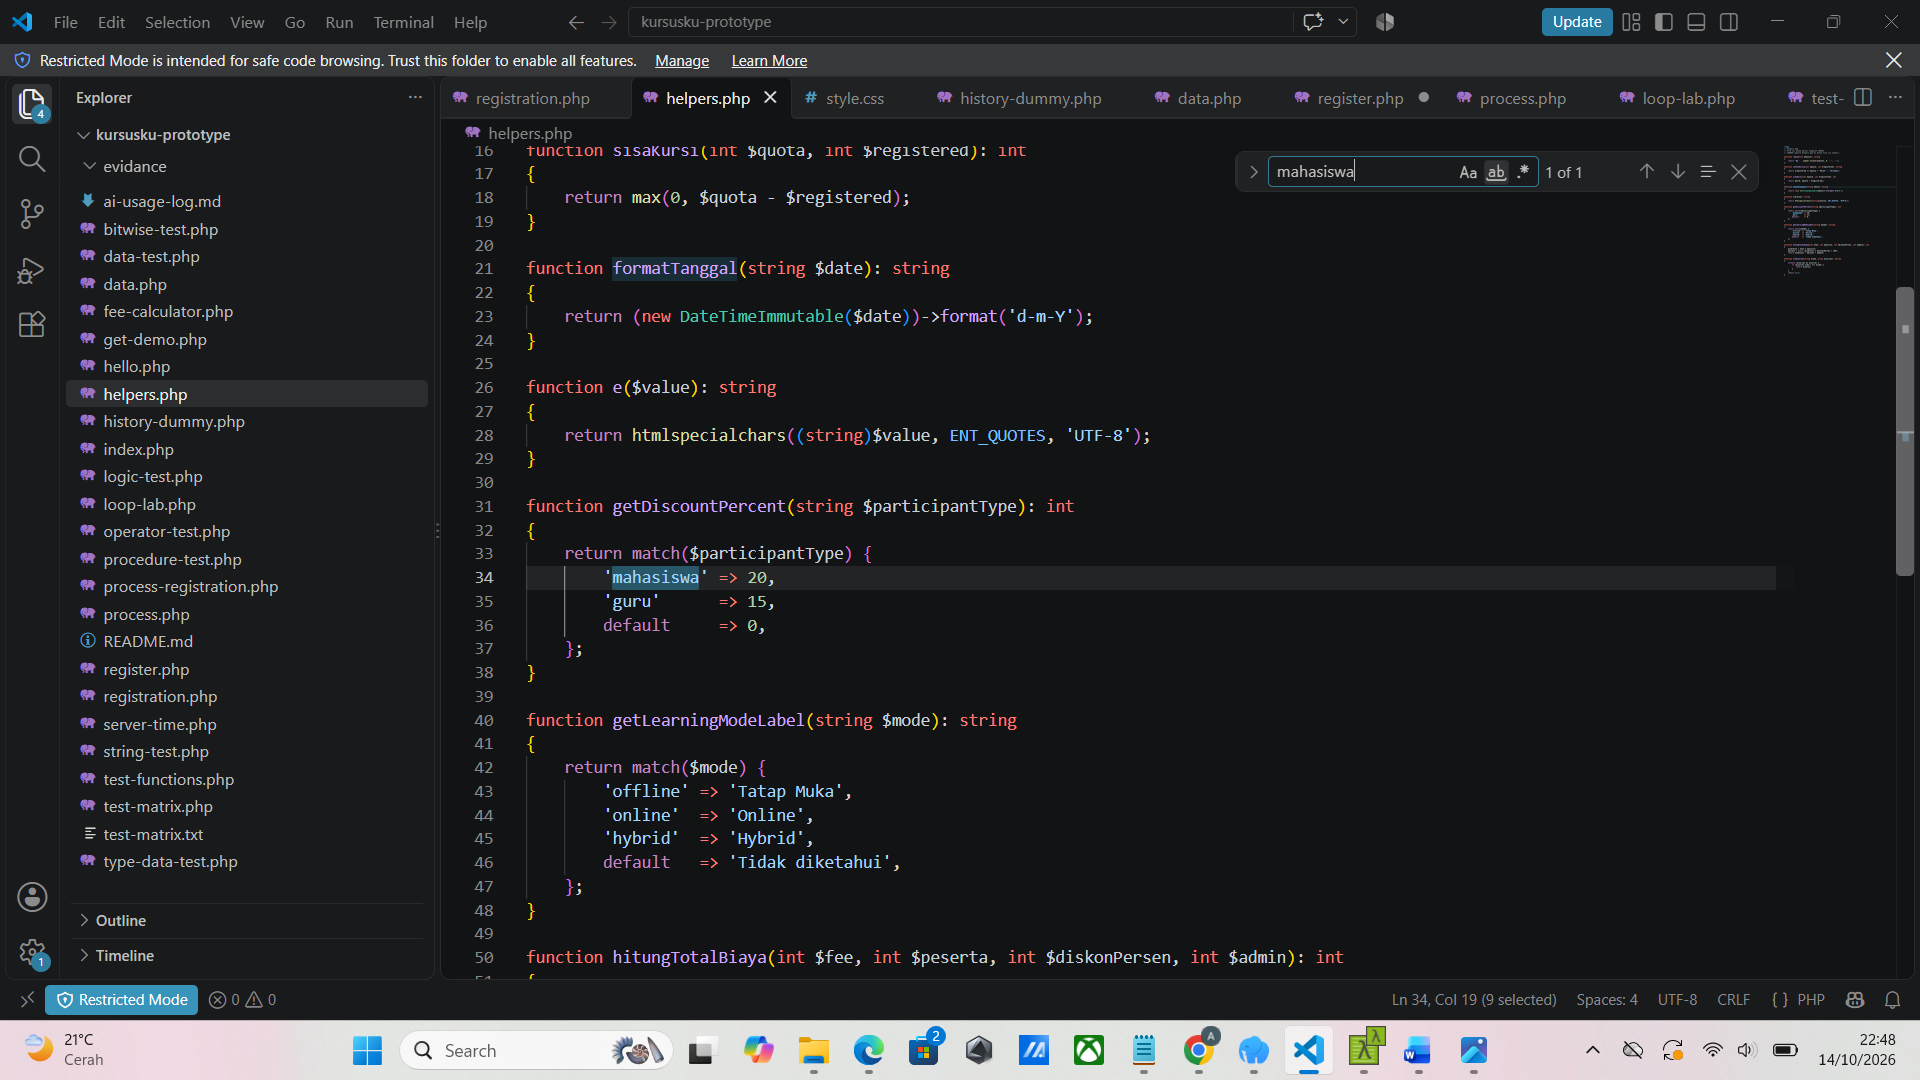 File Edit Selection View Go Run Terminal Help
kursusku-prototype
Update
Restricted Mode is intended for safe code browsing. Trust this folder to enable all features. Manage Learn More
4
Explorer
kursusku-prototype
evidance
ai-usage-log.md
bitwise-test.php
data-test.php
data.php
fee-calculator.php
get-demo.php
hello.php
helpers.php
history-dummy.php
index.php
logic-test.php
loop-lab.php
operator-test.php
procedure-test.php
process-registration.php
process.php
README.md
register.php
registration.php
server-time.php
string-test.php
test-functions.php
test-matrix.php
test-matrix.txt
type-data-test.php
Outline
Timeline
1
registration.php
helpers.php
# style.css
history-dummy.php
data.php
register.php
process.php
loop-lab.php
test-
helpers.php
mahasiswa
Aa ab .* 1 of 1
16 function sisaKursi(int $quota, int $registered): int
17 {
18 return max(0, $quota - $registered);
19 }
20
21 function formatTanggal(string $date): string
22 {
23 return (new DateTimeImmutable($date))->format('d-m-Y');
24 }
25
26 function e($value): string
27 {
28 return htmlspecialchars((string)$value, ENT_QUOTES, 'UTF-8');
29 }
30
31 function getDiscountPercent(string $participantType): int
32 {
33 return match($participantType) {
34 'mahasiswa' => 20,
35 'guru' => 15,
36 default => 0,
37 };
38 }
39
40 function getLearningModeLabel(string $mode): string
41 {
42 return match($mode) {
43 'offline' => 'Tatap Muka',
44 'online' => 'Online',
45 'hybrid' => 'Hybrid',
46 default => 'Tidak diketahui',
47 };
48 }
49
50 function hitungTotalBiaya(int $fee, int $peserta, int $diskonPersen, int $admin): int
51 {
Restricted Mode 0 0
Ln 34, Col 19 (9 selected) Spaces: 4 UTF-8 CRLF { } PHP
21°C
Cerah
Search
2
A
22:48
14/10/2026